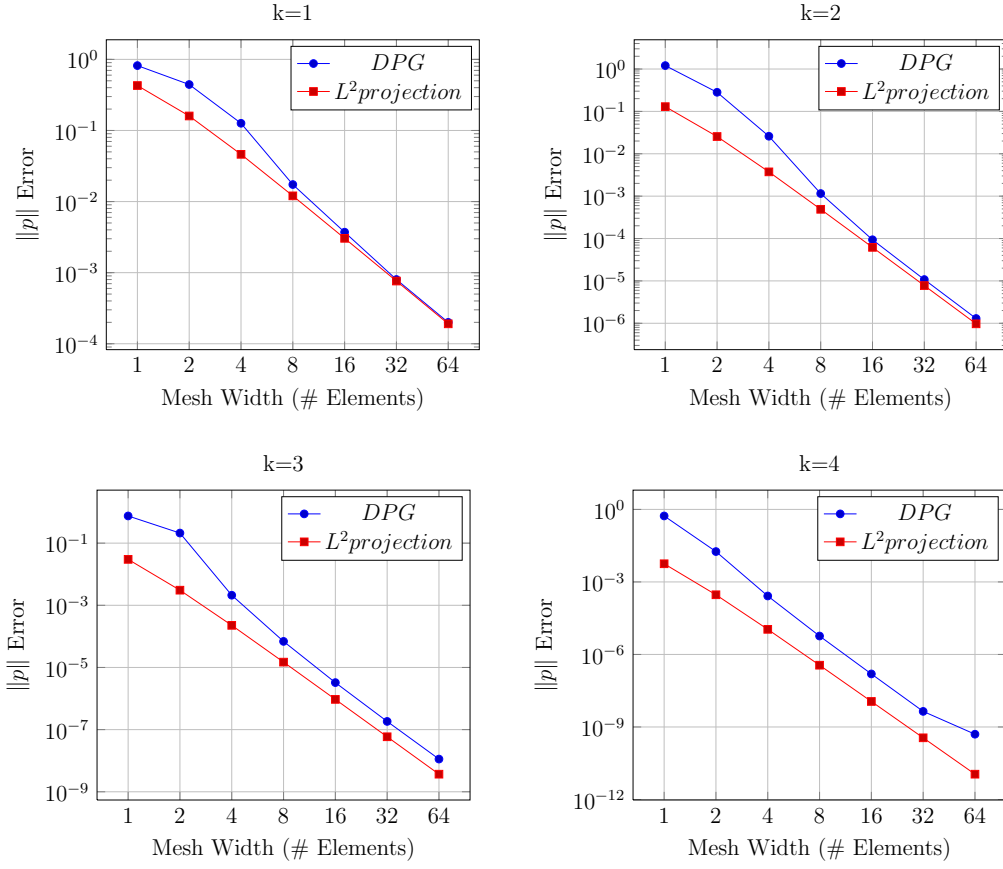 k=1
10^0
10^-1
10^-2
10^-3
10^-4
||p|| Error
DPG
L^2projection
1 2 4 8 16 32 64
Mesh Width (# Elements)
k=2
10^0
10^-1
10^-2
10^-3
10^-4
10^-5
10^-6
||p|| Error
DPG
L^2projection
1 2 4 8 16 32 64
Mesh Width (# Elements)
k=3
10^-1
10^-3
10^-5
10^-7
10^-9
||p|| Error
DPG
L^2projection
1 2 4 8 16 32 64
Mesh Width (# Elements)
k=4
10^0
10^-3
10^-6
10^-9
10^-12
||p|| Error
DPG
L^2projection
1 2 4 8 16 32 64
Mesh Width (# Elements)